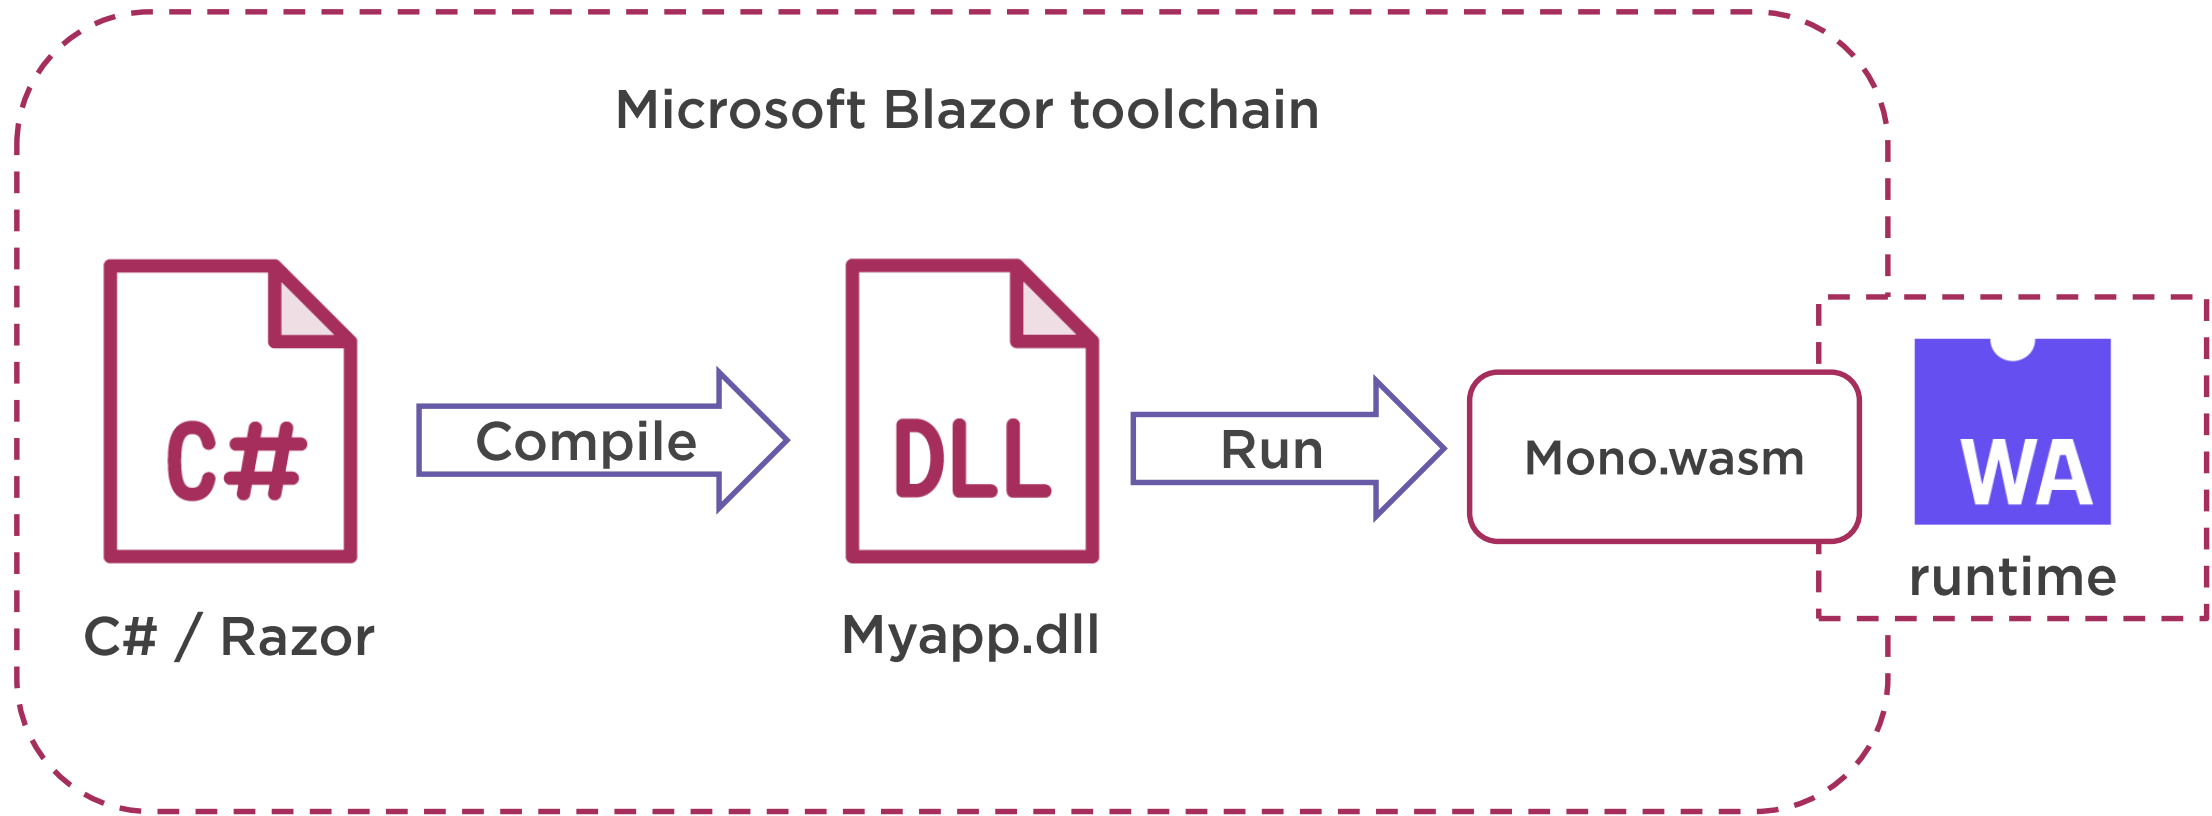 Microsoft Blazor toolchain
C#
Compile
DLL
Run
Mono.wasm
WA
runtime
C# / Razor
Myapp.dll